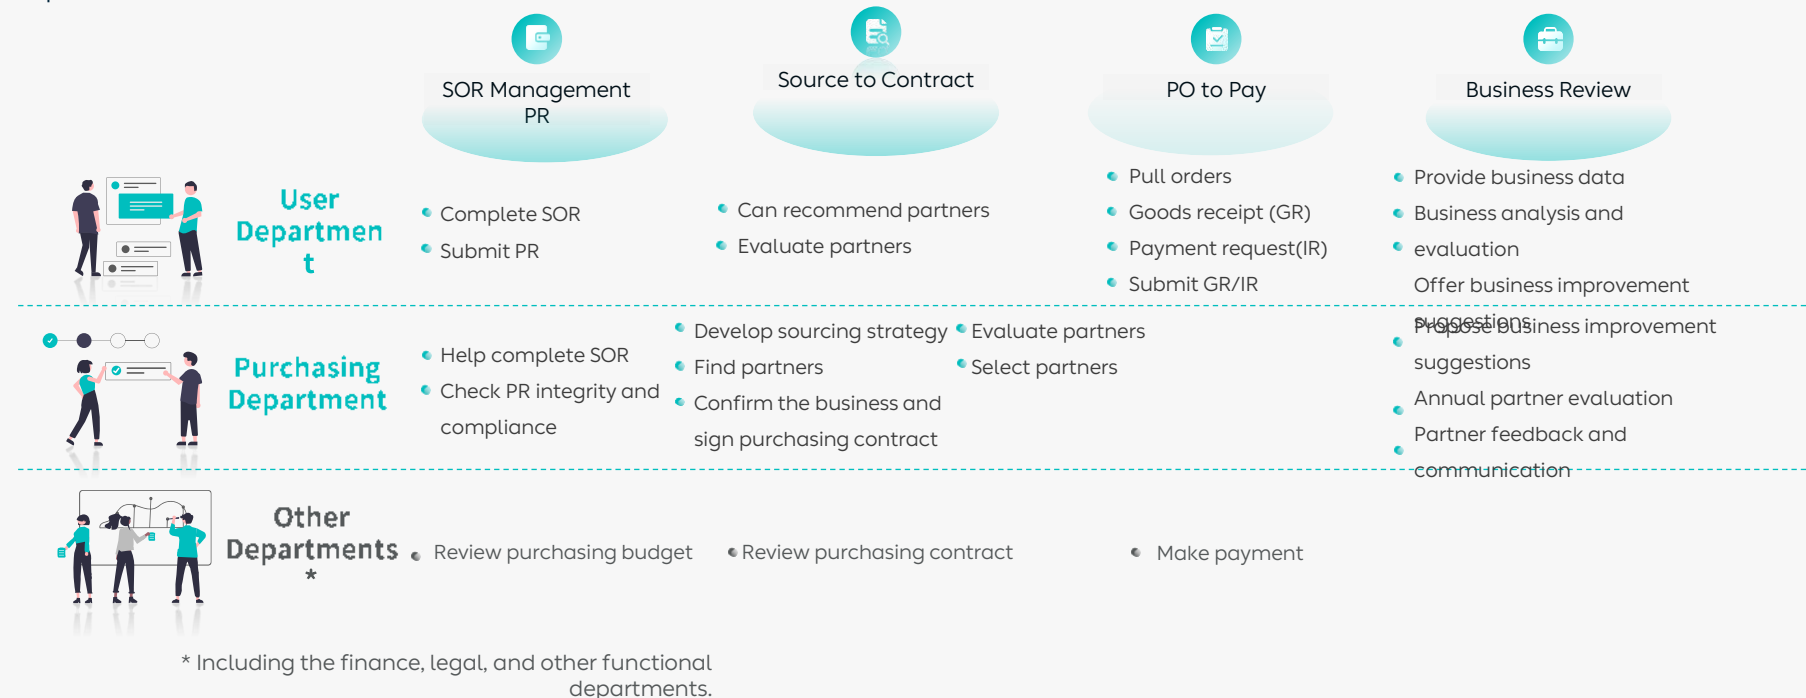 SOR Management
PR
Source to Contract
PO to Pay
Business Review
User
Departmen
t
Complete SOR
Submit PR
Can recommend partners
Evaluate partners
Pull orders
Goods receipt (GR)
Payment request(IR)
Submit GR/IR
Provide business data
Business analysis and
evaluation
Offer business improvement
suggestions
Purchasing
Department
Help complete SOR
Check PR integrity and
compliance
Develop sourcing strategy
Find partners
Confirm the business and
sign purchasing contract
Evaluate partners
Select partners
Propose business improvement
suggestions
Annual partner evaluation
Partner feedback and
communication
Other
Departments
*
Review purchasing budget
Review purchasing contract
Make payment
* Including the finance, legal, and other functional
departments.